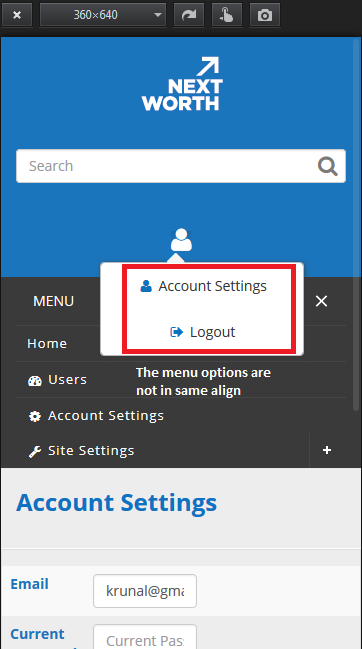 360×640
NEXT
WORTH
Search
Account Settings
MENU
Logout
Home
Users
The menu options are
not in same align
Account Settings
Site Settings
Account Settings
Email
krunal@gma
Current
Current Pas